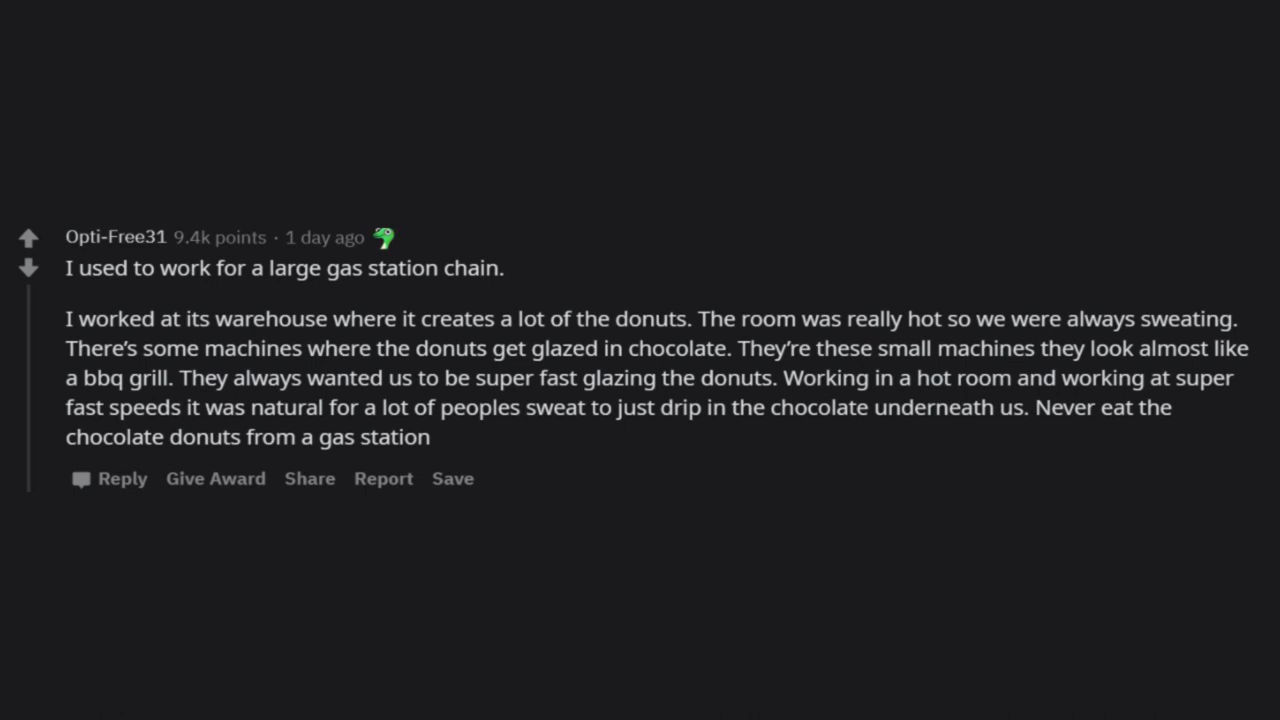 Opti-Free31 9.4k points · 1 day ago
I used to work for a large gas station chain.
I worked at its warehouse where it creates a lot of the donuts. The room was really hot so we were always sweating.
There's some machines where the donuts get glazed in chocolate. They're these small machines they look almost like
a bbq grill. They always wanted us to be super fast glazing the donuts. Working in a hot room and working at super
fast speeds it was natural for a lot of peoples sweat to just drip in the chocolate underneath us. Never eat the
chocolate donuts from a gas station
Reply Give Award Share Report Save